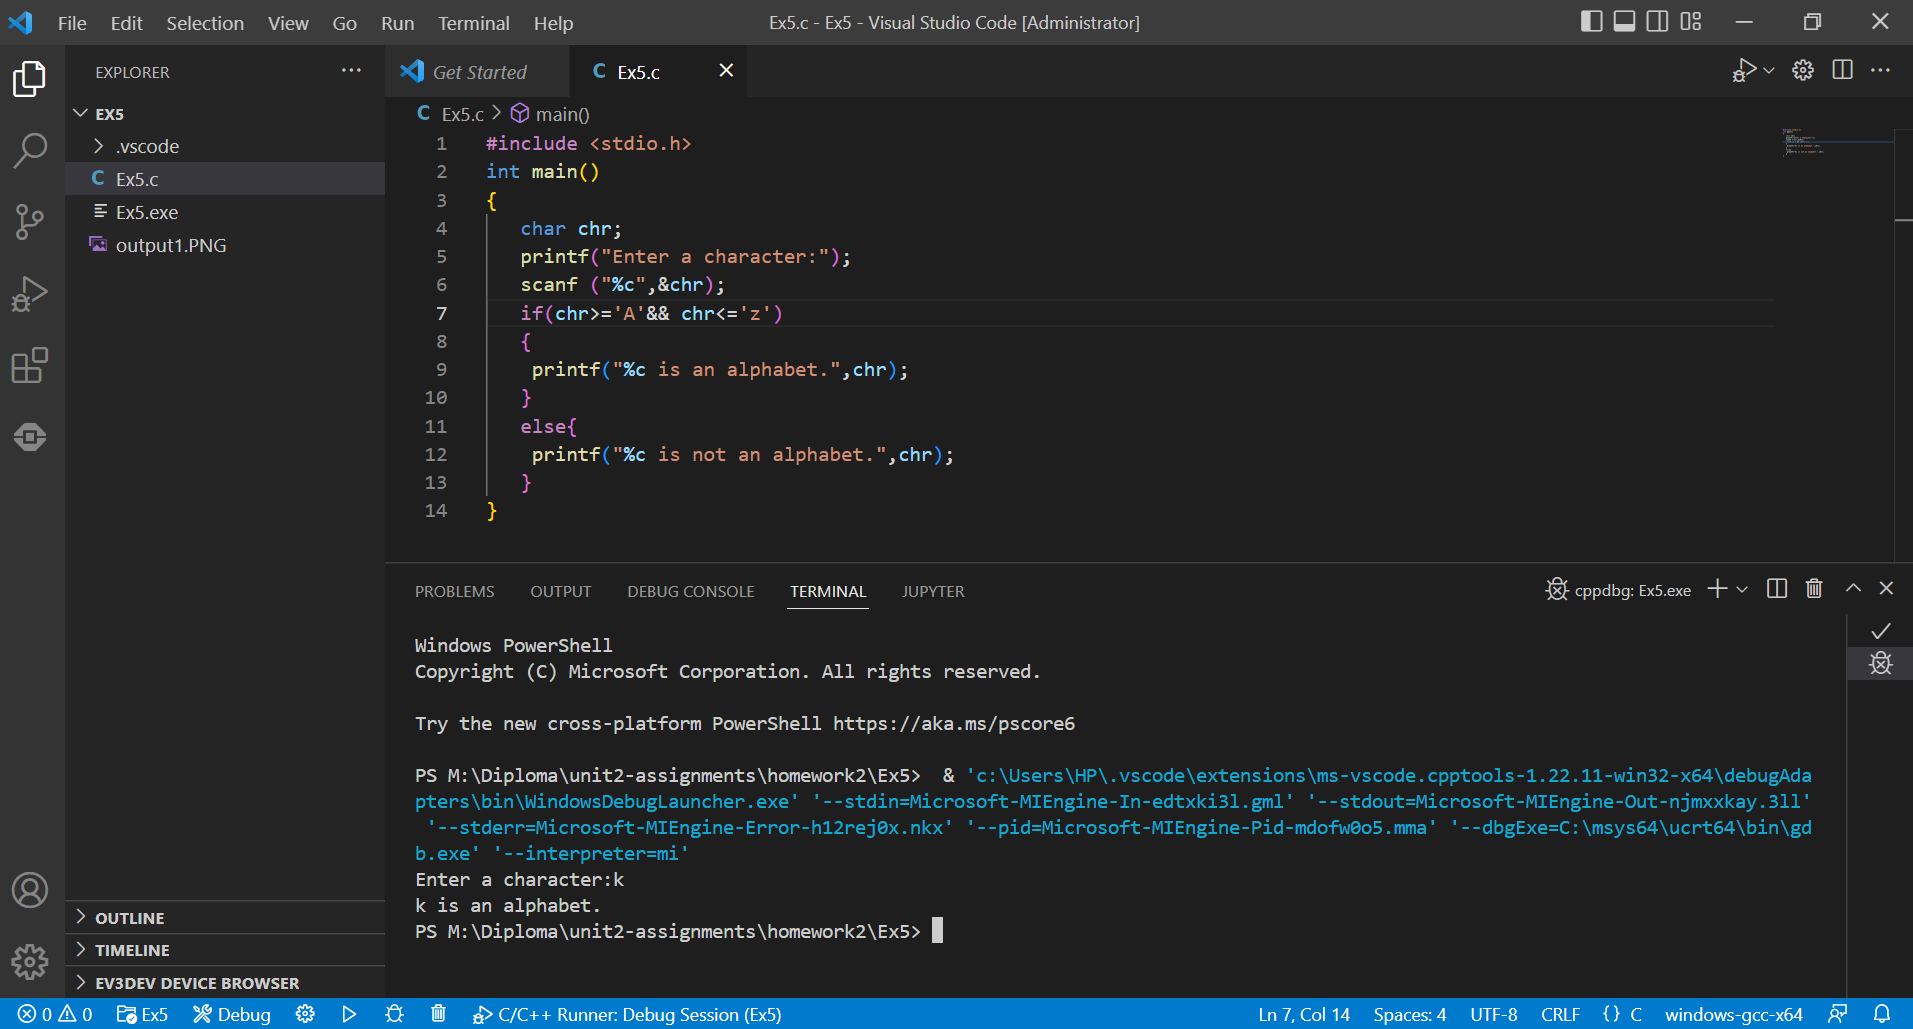 File Edit Selection View Go Run Terminal Help
Ex5.c - Ex5 - Visual Studio Code [Administrator]
EXPLORER
EX5
.vscode
C Ex5.c
Ex5.exe
output1.PNG
OUTLINE
TIMELINE
EV3DEV DEVICE BROWSER
Get Started
C Ex5.c
C Ex5.c > main()
1 #include <stdio.h>
2 int main()
3 {
4 char chr;
5 printf("Enter a character:");
6 scanf ("%c",&chr);
7 if(chr>='A'&& chr<='z')
8 {
9 printf("%c is an alphabet.",chr);
10 }
11 else{
12 printf("%c is not an alphabet.",chr);
13 }
14 }
PROBLEMS OUTPUT DEBUG CONSOLE TERMINAL JUPYTER
cppdbg: Ex5.exe
Windows PowerShell
Copyright (C) Microsoft Corporation. All rights reserved.
Try the new cross-platform PowerShell https://aka.ms/pscore6
PS M:\Diploma\unit2-assignments\homework2\Ex5>  & 'c:\Users\HP\.vscode\extensions\ms-vscode.cpptools-1.22.11-win32-x64\debugAda
pters\bin\WindowsDebugLauncher.exe' '--stdin=Microsoft-MIEngine-In-edtxki3l.gml' '--stdout=Microsoft-MIEngine-Out-njmxxkay.3ll'
'--stderr=Microsoft-MIEngine-Error-h12rej0x.nkx' '--pid=Microsoft-MIEngine-Pid-mdofw0o5.mma' '--dbgExe=C:\msys64\ucrt64\bin\gd
b.exe' '--interpreter=mi'
Enter a character:k
k is an alphabet.
PS M:\Diploma\unit2-assignments\homework2\Ex5>
0 0 Ex5 Debug C/C++ Runner: Debug Session (Ex5) Ln 7, Col 14 Spaces: 4 UTF-8 CRLF {} C windows-gcc-x64